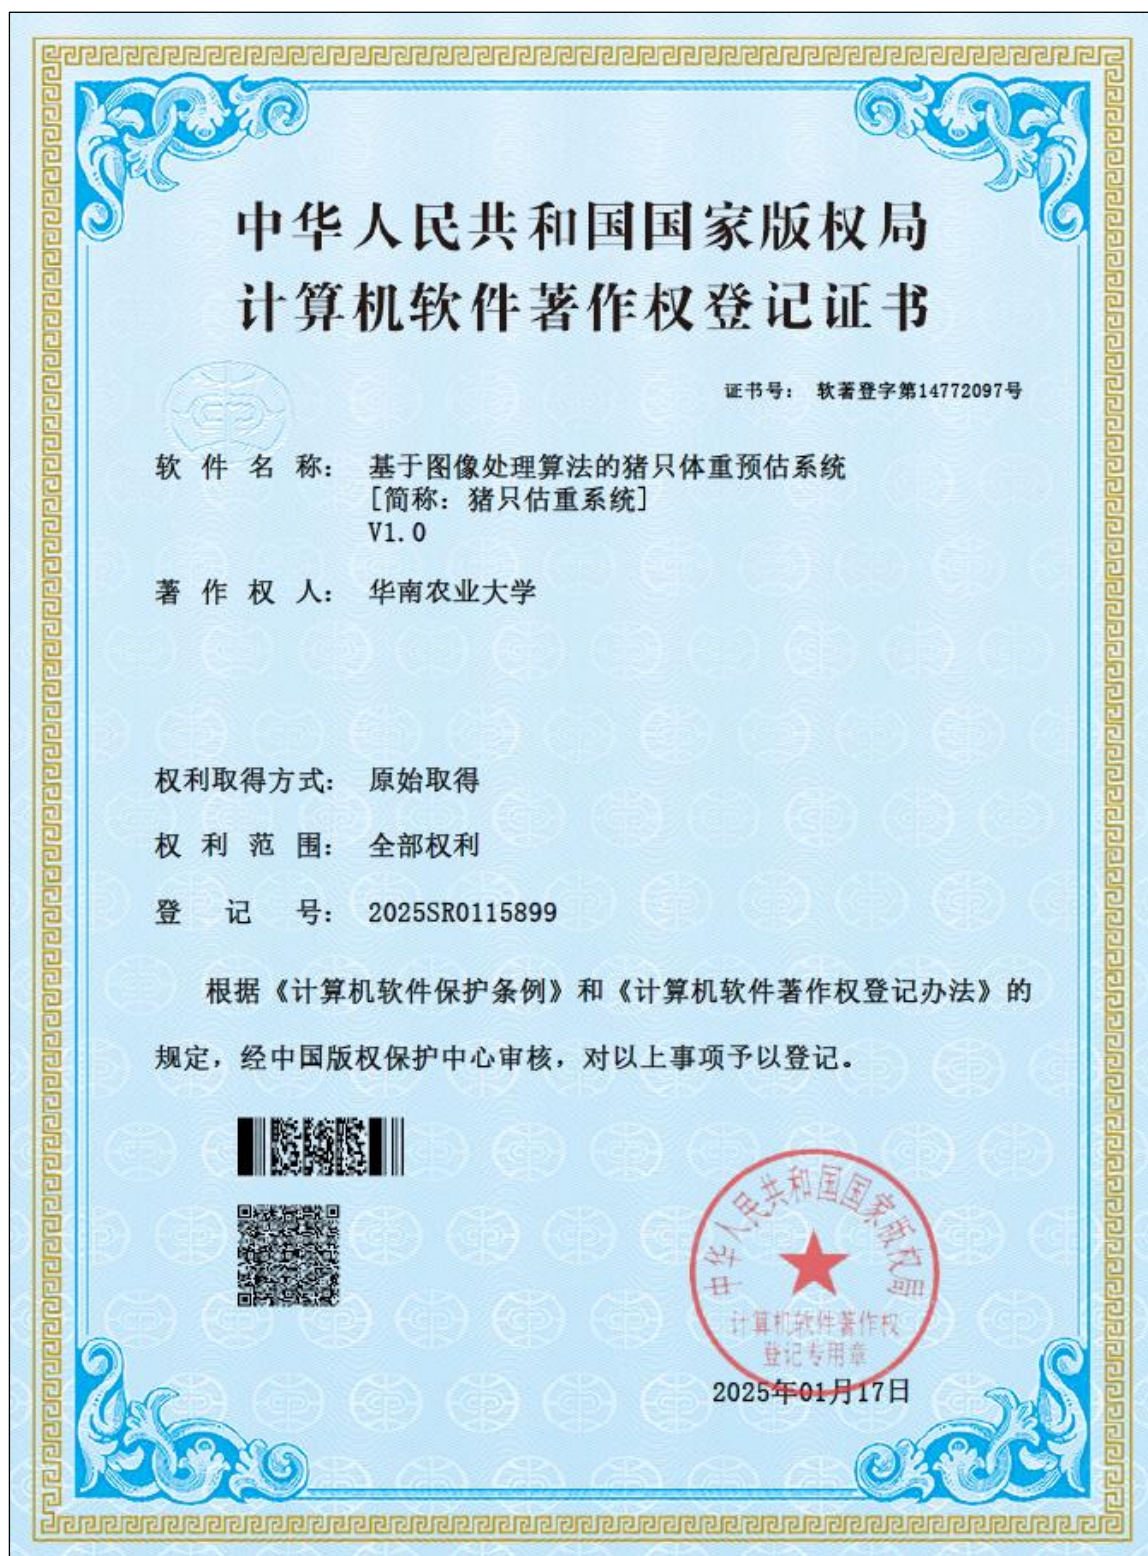 中华人民共和国国家版权局
计算机软件著作权登记证书
证书号： 软著登字第14772097号
软件名称： 基于图像处理算法的猪只体重预估系统
[简称：猪只估重系统]
V1.0
著作权人： 华南农业大学
权利取得方式： 原始取得
权利范围： 全部权利
登记号： 2025SR0115899
根据《计算机软件保护条例》和《计算机软件著作权登记办法》的
规定，经中国版权保护中心审核，对以上事项予以登记。
中华人民共和国国家版权局
计算机软件著作权
登记专用章
2025年01月17日